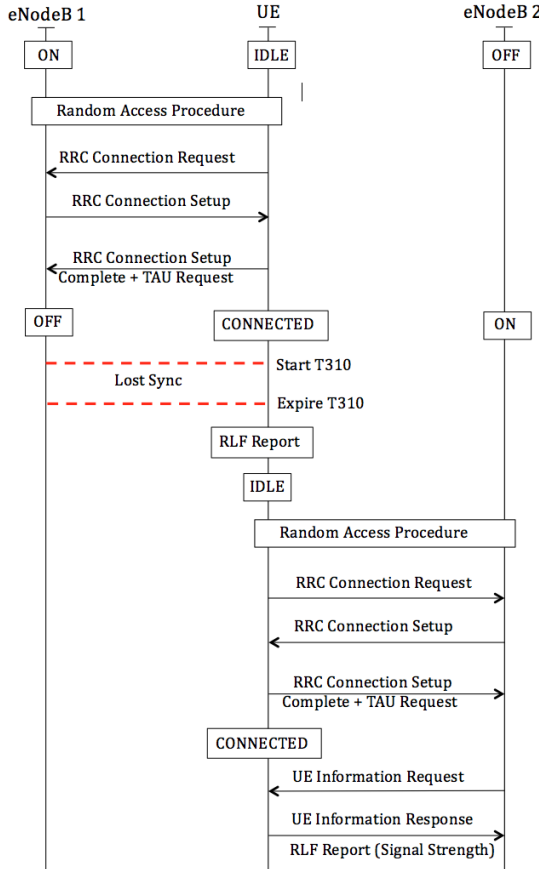 eNodeB 1
UE
eNodeB 2
ON
IDLE
OFF
Random Access Procedure
RRC Connection Request
RRC Connection Setup
RRC Connection Setup
Complete + TAU Request
OFF
CONNECTED
ON
Start T310
Lost Sync
Expire T310
RLF Report
IDLE
Random Access Procedure
RRC Connection Request
RRC Connection Setup
RRC Connection Setup
Complete + TAU Request
CONNECTED
UE Information Request
UE Information Response
RLF Report (Signal Strength)